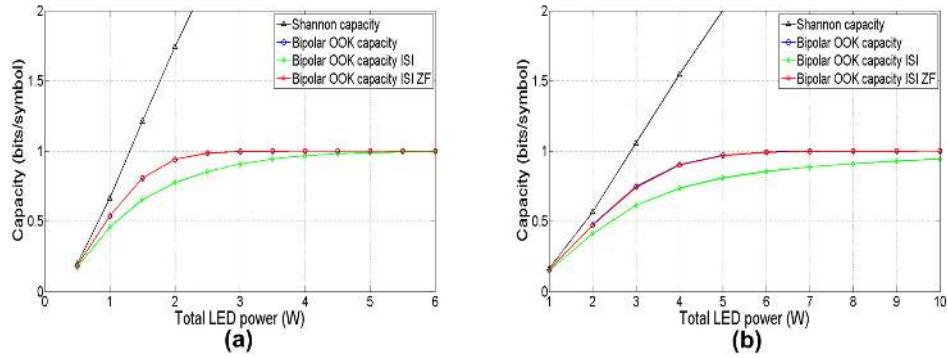 2
1.5
1
0.5
0
Capacity (bits/symbol)
Shannon capacity
Bipolar OOK capacity
Bipolar OOK capacity ISI
Bipolar OOK capacity ISI ZF
0 1 2 3 4 5 6
Total LED power (W)
(a)
2
1.5
1
0.5
0
Capacity (bits/symbol)
Shannon capacity
Bipolar OOK capacity
Bipolar OOK capacity ISI
Bipolar OOK capacity ISI ZF
1 2 3 4 5 6 7 8 9 10
Total LED power (W)
(b)